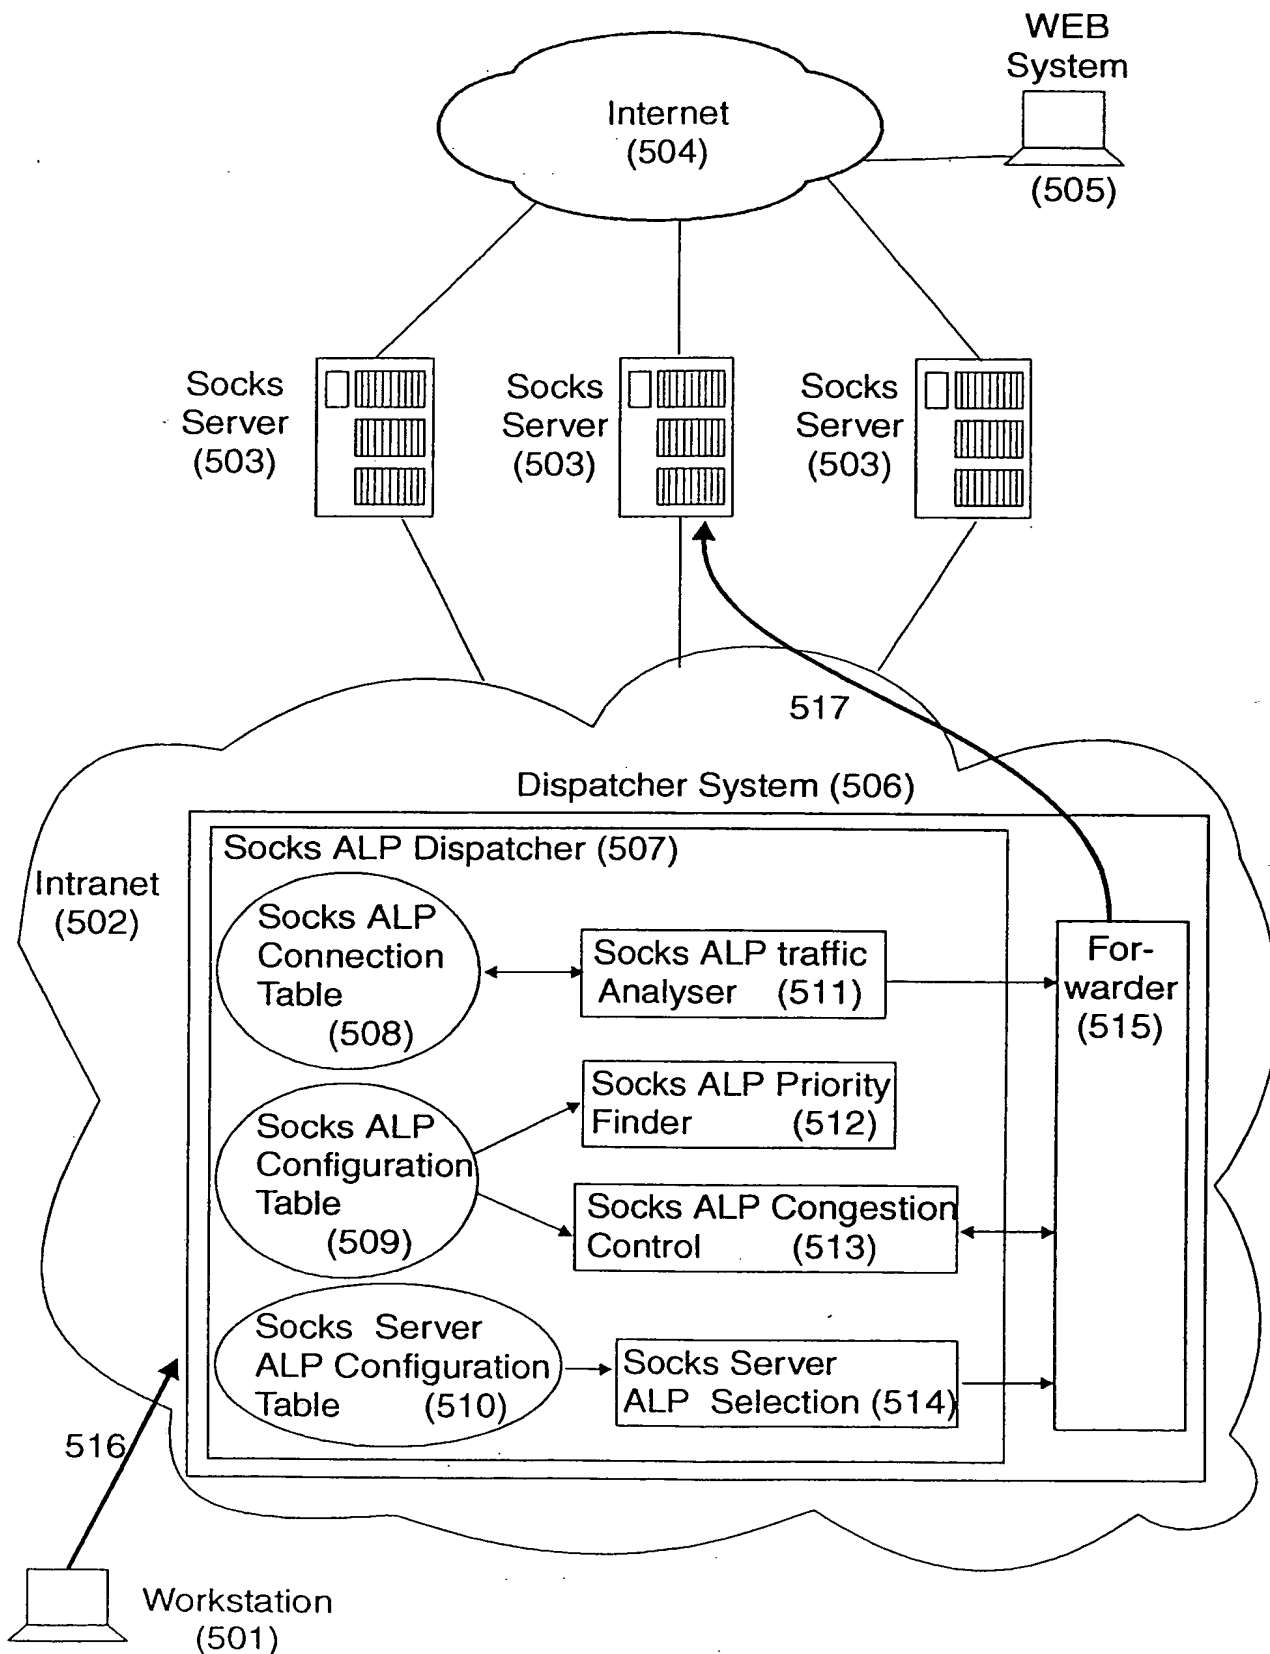 WEB
System
(505)
Internet
(504)
Socks
Server
(503)
Socks
Server
(503)
Socks
Server
(503)
517
Dispatcher System (506)
Socks ALP Dispatcher (507)
Intranet
(502)
Socks ALP
Connection
Table
(508)
Socks ALP traffic
Analyser (511)
For-
warder
(515)
Socks ALP Priority
Finder (512)
Socks ALP
Configuration
Table
(509)
Socks ALP Congestion
Control (513)
Socks Server
ALP Configuration
Table (510)
Socks Server
ALP Selection (514)
516
Workstation
(501)